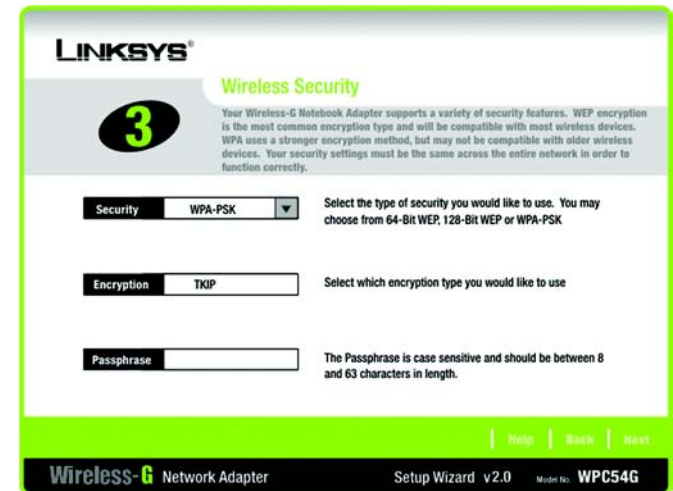 LINKSYS®
Wireless Security
3
Your Wireless-G Notebook Adapter supports a variety of security features. WEP encryption
is the most common encryption type and will be compatible with most wireless devices.
WPA uses a stronger encryption method, but may not be compatible with older wireless
devices. Your security settings must be the same across the entire network in order to
function correctly.
Security WPA-PSK
Select the type of security you would like to use. You may
choose from 64-Bit WEP, 128-Bit WEP or WPA-PSK
Encryption TKIP
Select which encryption type you would like to use
Passphrase
The Passphrase is case sensitive and should be between 8
and 63 characters in length.
Help | Back | Next
Wireless-G Network Adapter Setup Wizard v2.0 Model No. WPC54G